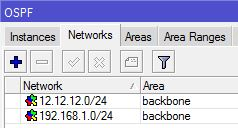 OSPF
Instances Networks Areas Area Ranges
Network Area
12.12.12.0/24 backbone
192.168.1.0/24 backbone